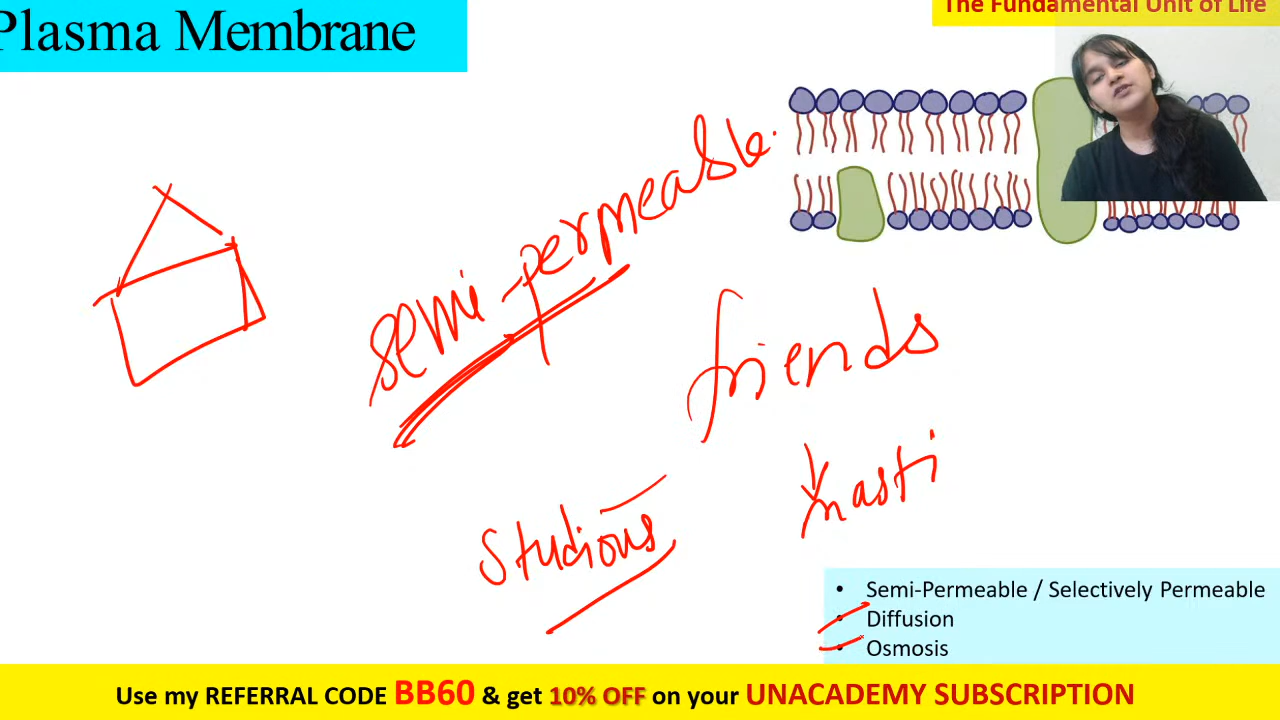 The Fundamental Unit of Life
Plasma Membrane
semi-permeable
friends
masti
studious
• Semi-Permeable / Selectively Permeable
• Diffusion
• Osmosis
Use my REFERRAL CODE BB60 & get 10% OFF on your UNACADEMY SUBSCRIPTION